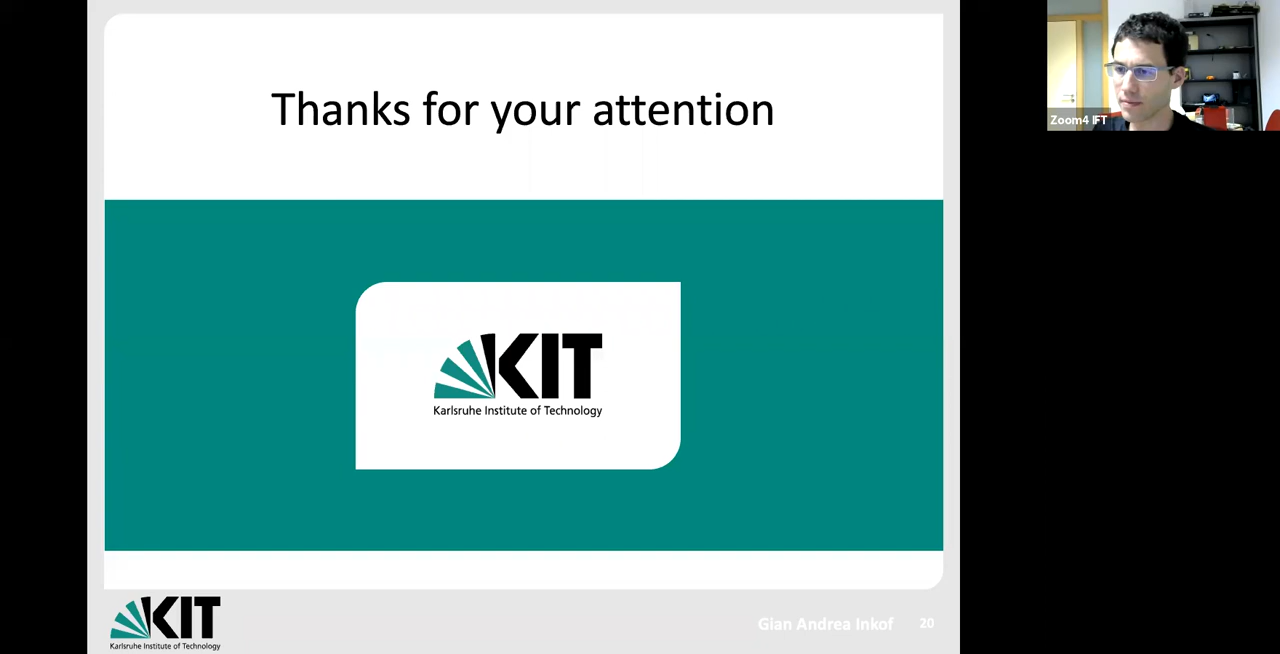 Thanks for your attention
KIT
Karlsruhe Institute of Technology
KIT
Karlsruhe Institute of Technology
Gian Andrea Inkof
20
Zoom4 IFT